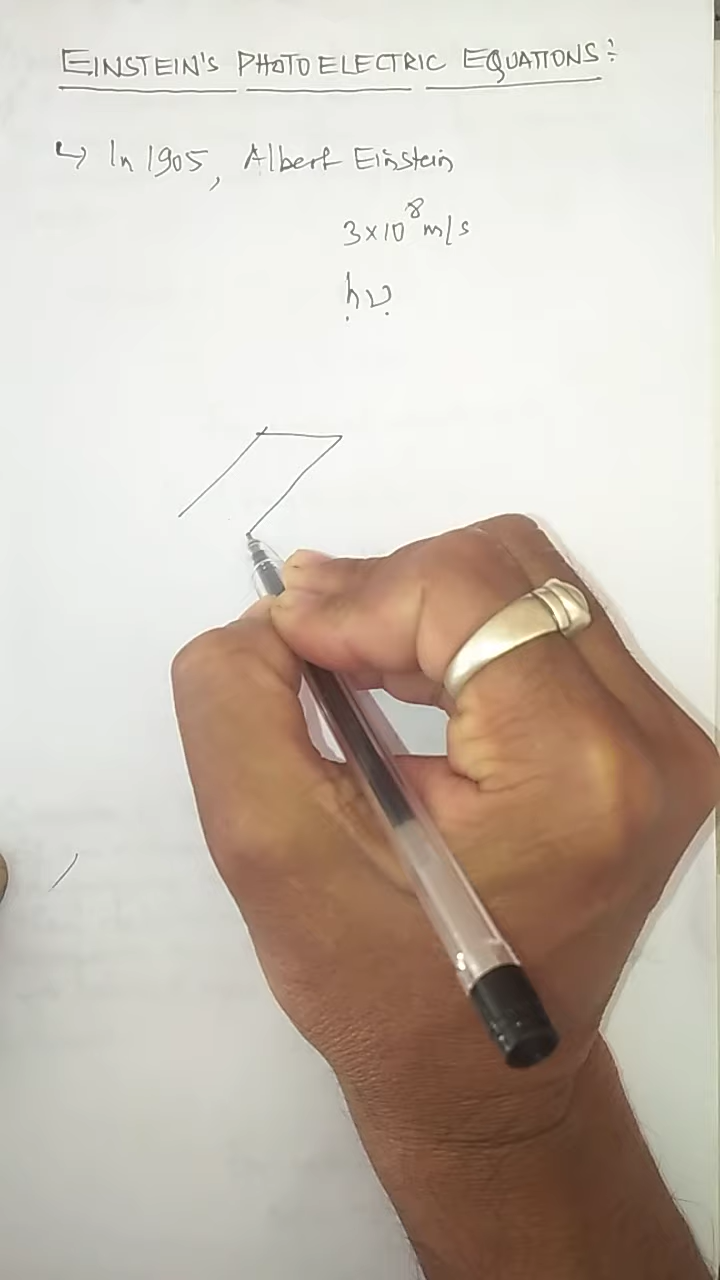 EINSTEIN'S PHOTOELECTRIC EQUATIONS:
↳ In 1905, Albert Einstein
3×10⁸ m/s
hν